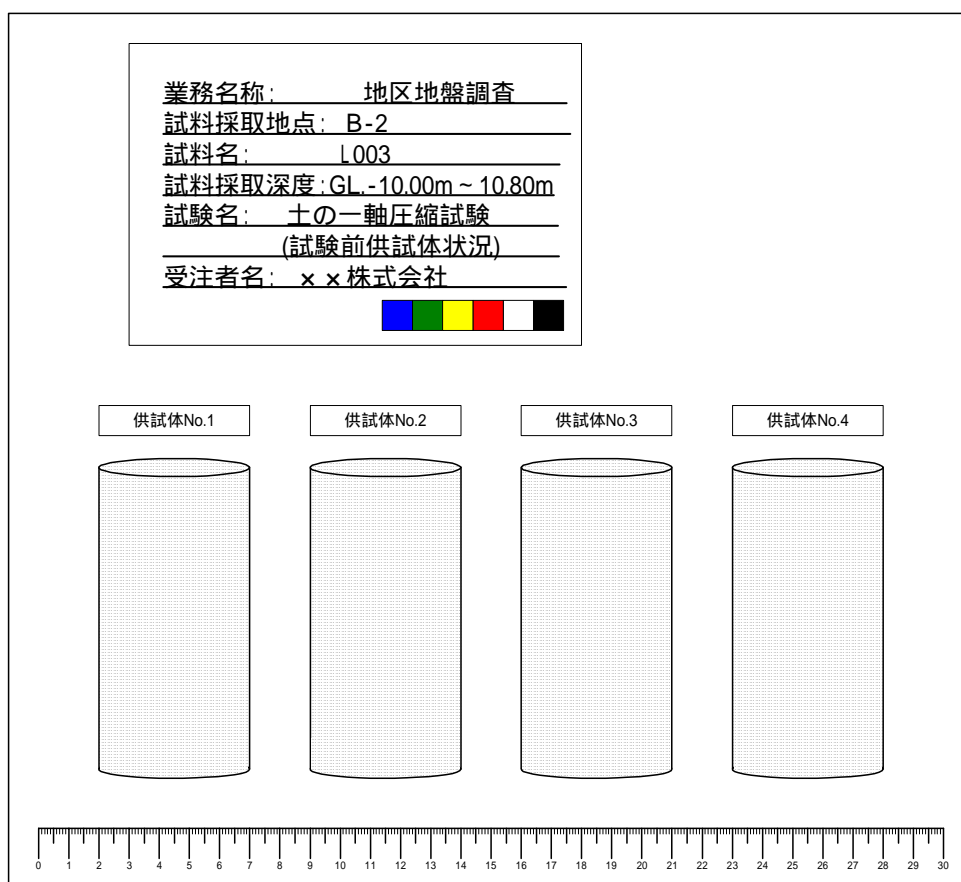 業務名称:　　　地区地盤調査
試料採取地点: B-2
試料名:　　　L003
試料採取深度:GL.-10.00m~10.80m
試験名:　土の一軸圧縮試験
(試験前供試体状況)
受注者名: ××株式会社
供試体No.1 供試体No.2 供試体No.3 供試体No.4
0 1 2 3 4 5 6 7 8 9 10 11 12 13 14 15 16 17 18 19 20 21 22 23 24 25 26 27 28 29 30